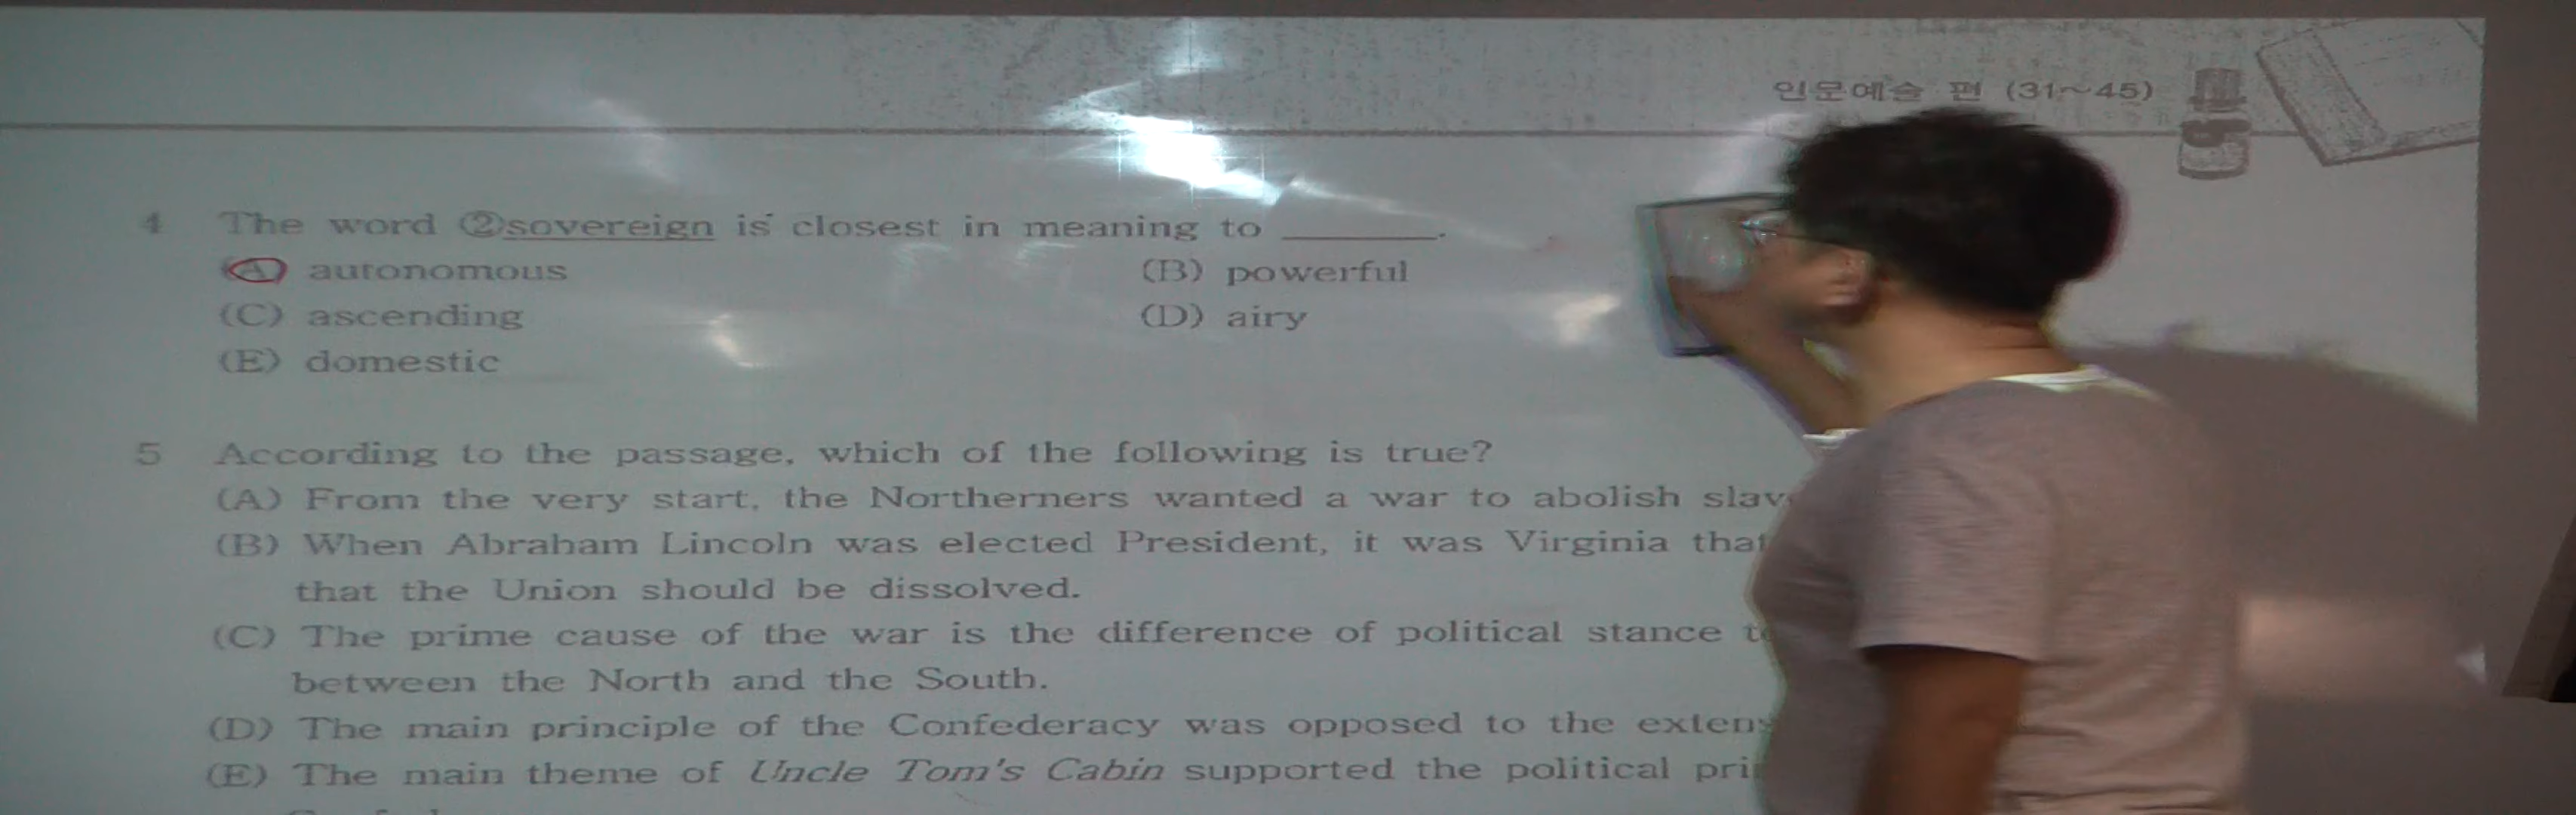 인문예술 편 (31~45)
4 The word ②sovereign is closest in meaning to ________.
(A) autonomous (B) powerful
(C) ascending (D) airy
(E) domestic
5 According to the passage, which of the following is true?
(A) From the very start, the Northerners wanted a war to abolish
(B) When Abraham Lincoln was elected President, it was Virginia that
that the Union should be dissolved.
(C) The prime cause of the war is the difference of political stance
between the North and the South.
(D) The main principle of the Confederacy was opposed to the
(E) The main theme of Uncle Tom's Cabin supported the political